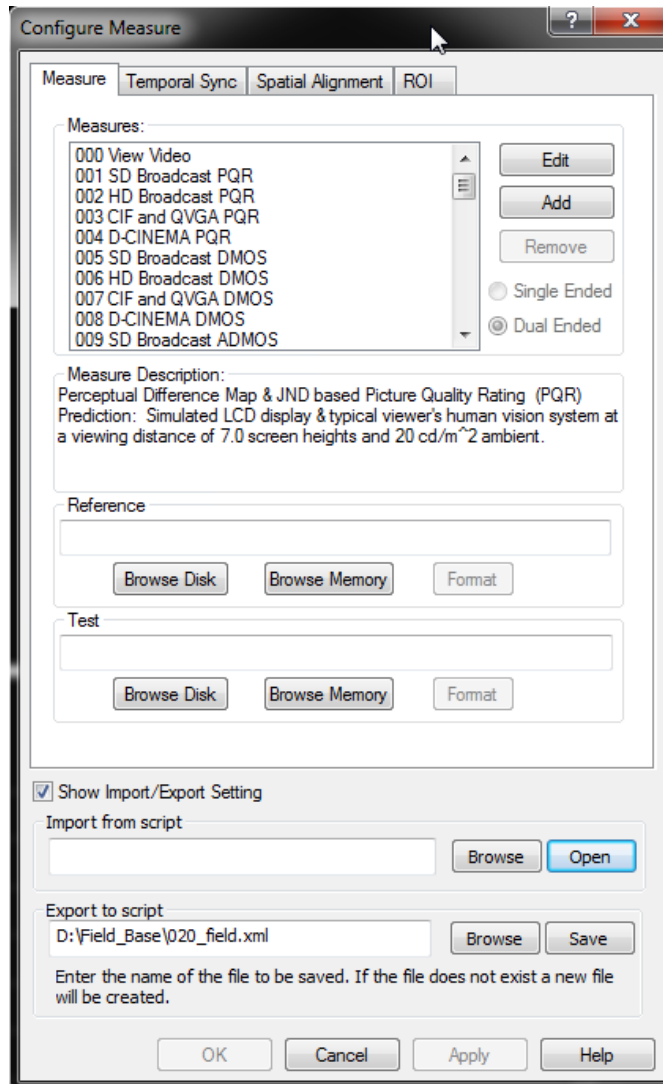 Configure Measure
?
X
Measure
Temporal Sync
Spatial Alignment
ROI
Measures:
000 View Video
001 SD Broadcast PQR
002 HD Broadcast PQR
003 CIF and QVGA PQR
004 D-CINEMA PQR
005 SD Broadcast DMOS
006 HD Broadcast DMOS
007 CIF and QVGA DMOS
008 D-CINEMA DMOS
009 SD Broadcast ADMOS
Edit
Add
Remove
Single Ended
Dual Ended
Measure Description:
Perceptual Difference Map & JND based Picture Quality Rating (PQR)
Prediction: Simulated LCD display & typical viewer's human vision system at
a viewing distance of 7.0 screen heights and 20 cd/m^2 ambient.
Reference
Browse Disk
Browse Memory
Format
Test
Browse Disk
Browse Memory
Format
Show Import/Export Setting
Import from script
Browse
Open
Export to script
D:\Field_Base\020_field.xml
Browse
Save
Enter the name of the file to be saved. If the file does not exist a new file
will be created.
OK
Cancel
Apply
Help